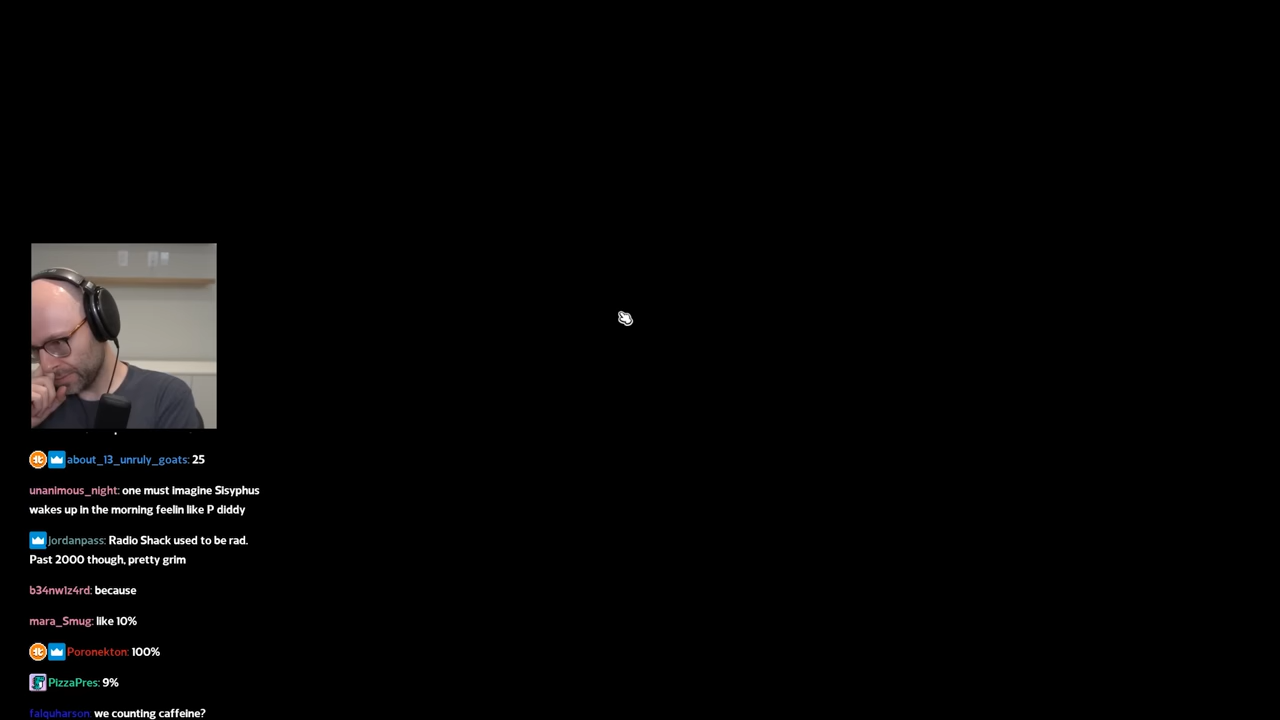 about_13_unruly_goats: 25
unanimous_night: one must imagine Sisyphus
wakes up in the morning feelin like P diddy
Jordanpass: Radio Shack used to be rad.
Past 2000 though, pretty grim
b34nw1z4rd: because
mara_Smug: like 10%
Poronekton: 100%
PizzaPres: 9%
falquharson: we counting caffeine?